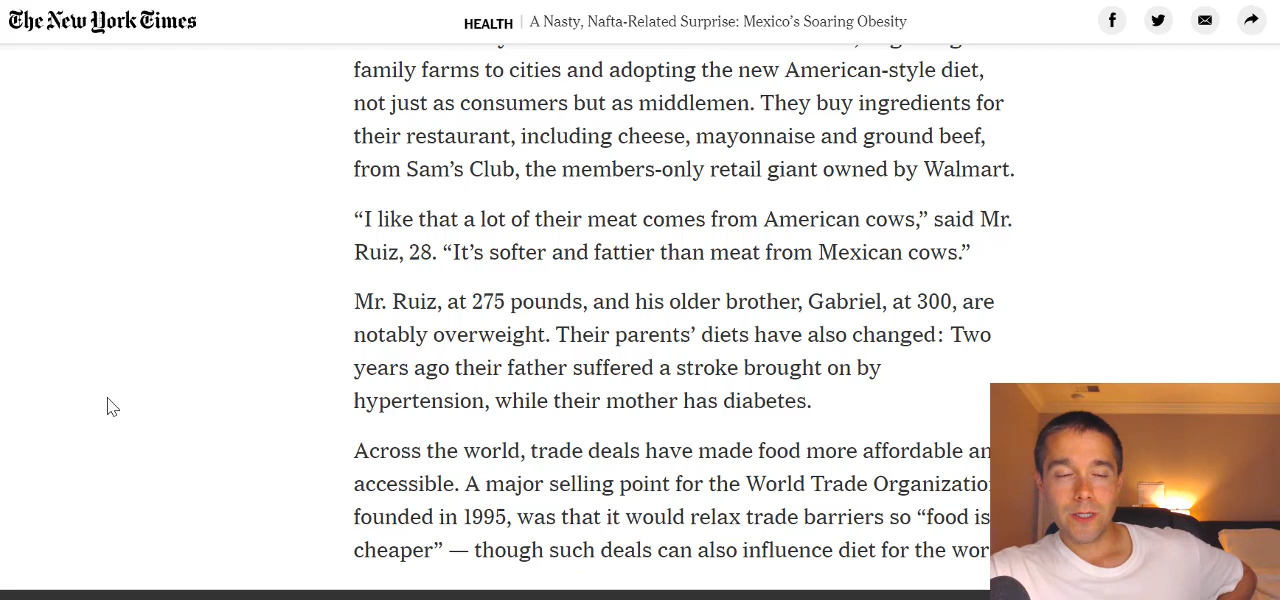 The New York Times
HEALTH | A Nasty, Nafta-Related Surprise: Mexico’s Soaring Obesity
family farms to cities and adopting the new American-style diet,
not just as consumers but as middlemen. They buy ingredients for
their restaurant, including cheese, mayonnaise and ground beef,
from Sam’s Club, the members-only retail giant owned by Walmart.
“I like that a lot of their meat comes from American cows,” said Mr.
Ruiz, 28. “It’s softer and fattier than meat from Mexican cows.”
Mr. Ruiz, at 275 pounds, and his older brother, Gabriel, at 300, are
notably overweight. Their parents’ diets have also changed: Two
years ago their father suffered a stroke brought on by
hypertension, while their mother has diabetes.
Across the world, trade deals have made food more affordable an
accessible. A major selling point for the World Trade Organizatio
founded in 1995, was that it would relax trade barriers so “food is
cheaper” — though such deals can also influence diet for the wor